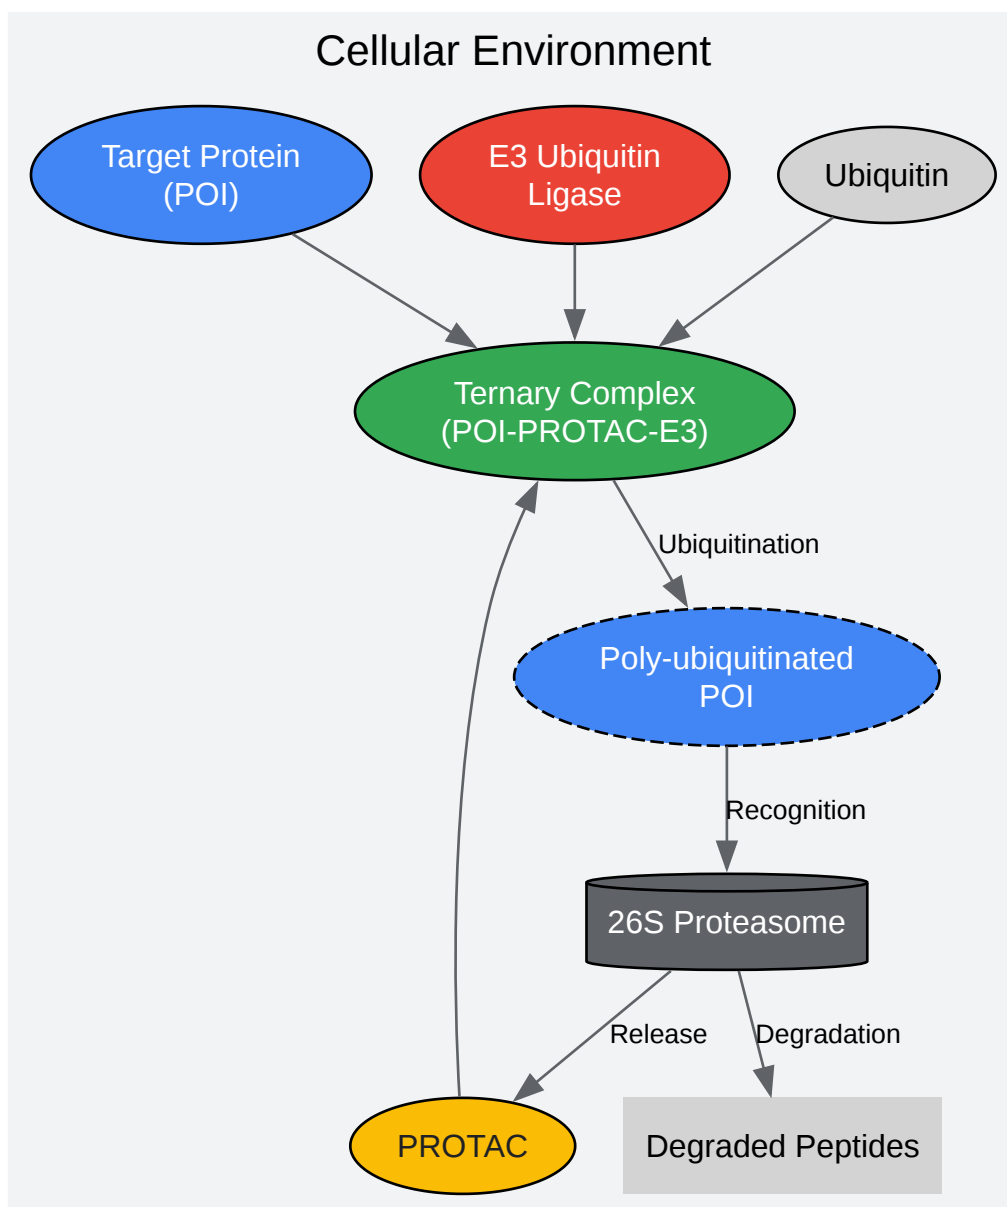 Cellular Environment
Target Protein
(POI)
E3 Ubiquitin
Ligase
Ubiquitin
Ternary Complex
(POI-PROTAC-E3)
Ubiquitination
Poly-ubiquitinated
POI
Recognition
26S Proteasome
Release
Degradation
PROTAC
Degraded Peptides